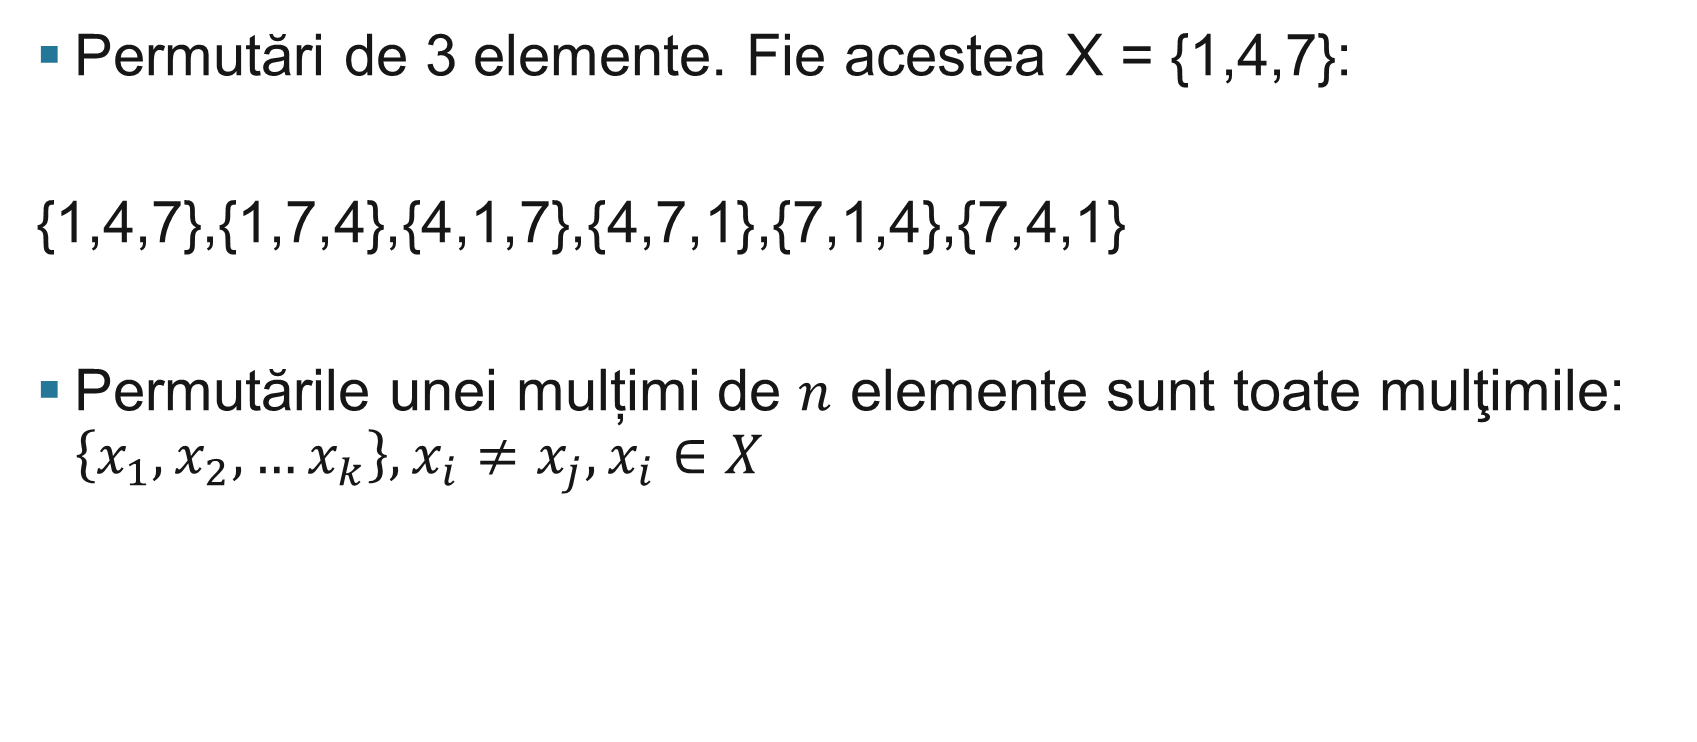 ▪ Permutări de 3 elemente. Fie acestea X = {1,4,7}:
{1,4,7},{1,7,4},{4,1,7},{4,7,1},{7,1,4},{7,4,1}
▪ Permutările unei mulțimi de 𝑛 elemente sunt toate mulţimile:
{𝑥₁, 𝑥₂, … 𝑥ₖ}, 𝑥ᵢ ≠ 𝑥ⱼ, 𝑥ᵢ ∈ 𝑋